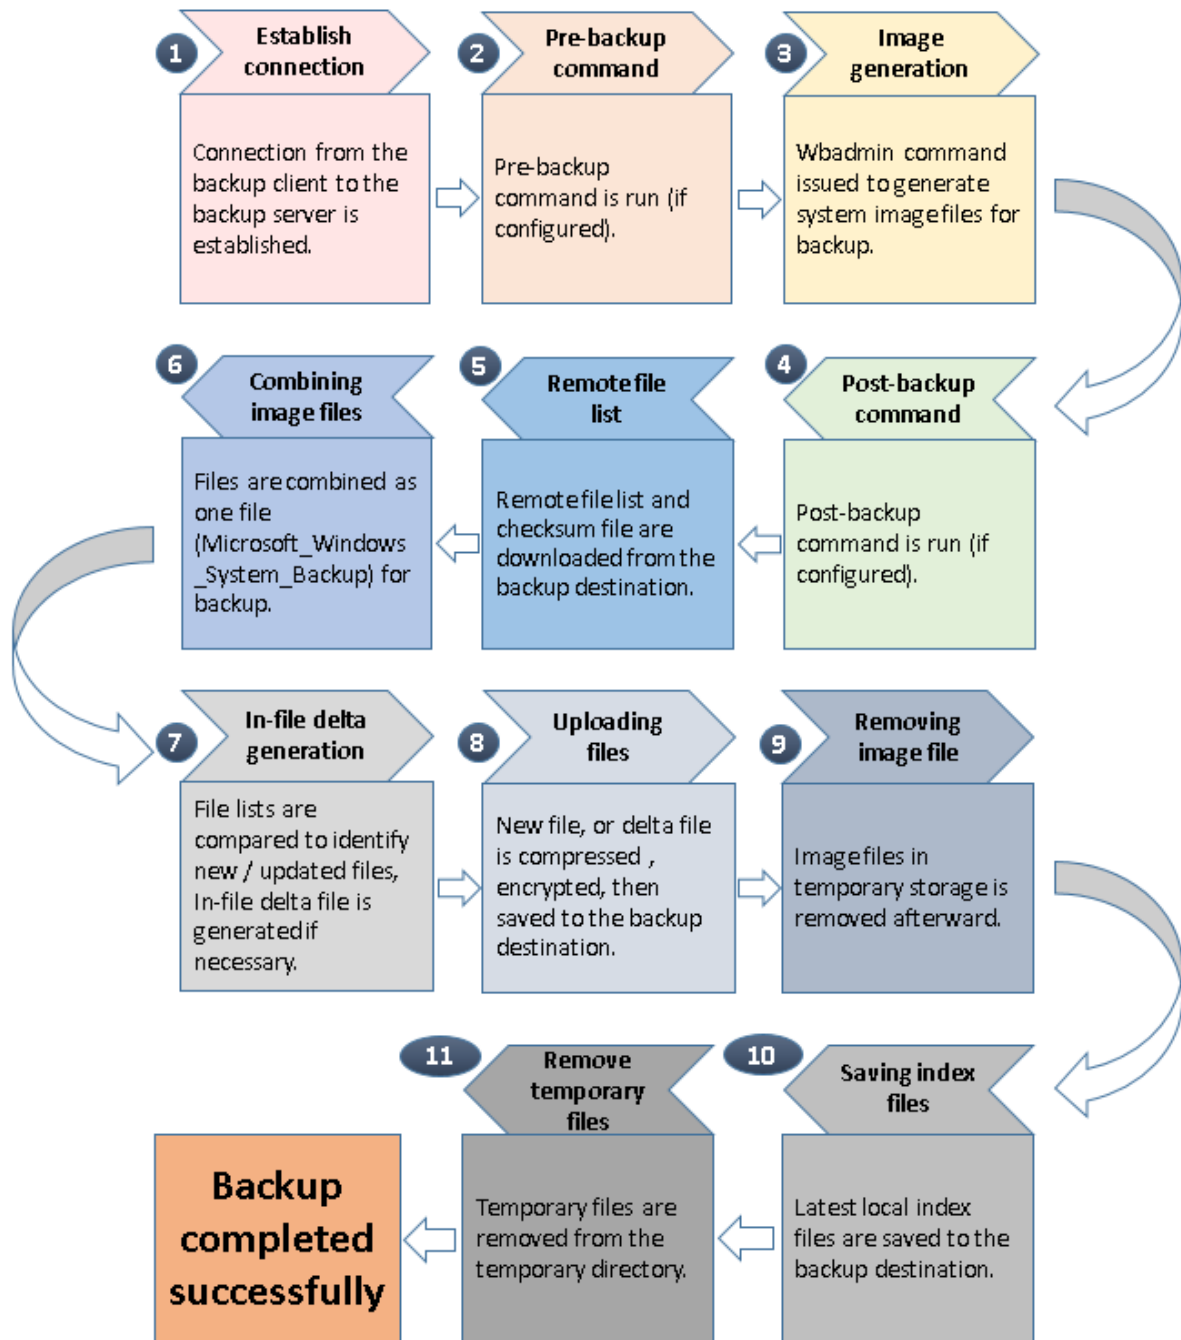 1
Establish
connection
Connection from the
backup client to the
backup server is
established.
2
Pre-backup
command
Pre-backup
command is run (if
configured).
3
Image
generation
Wbadmin command
issued to generate
system image files for
backup.
4
Post-backup
command
Post-backup
command is run (if
configured).
5
Remote file
list
Remote file list and
checksum file are
downloaded from the
backup destination.
6
Combining
image files
Files are combined as
one file
(Microsoft_Windows
_System_Backup) for
backup.
7
In-file delta
generation
File lists are
compared to identify
new / updated files,
In-file delta file is
generated if
necessary.
8
Uploading
files
New file, or delta file
is compressed ,
encrypted, then
saved to the backup
destination.
9
Removing
image file
Image files in
temporary storage is
removed afterward.
10
Saving index
files
Latest local index
files are saved to the
backup destination.
11
Remove
temporary
files
Temporary files are
removed from the
temporary directory.
Backup
completed
successfully